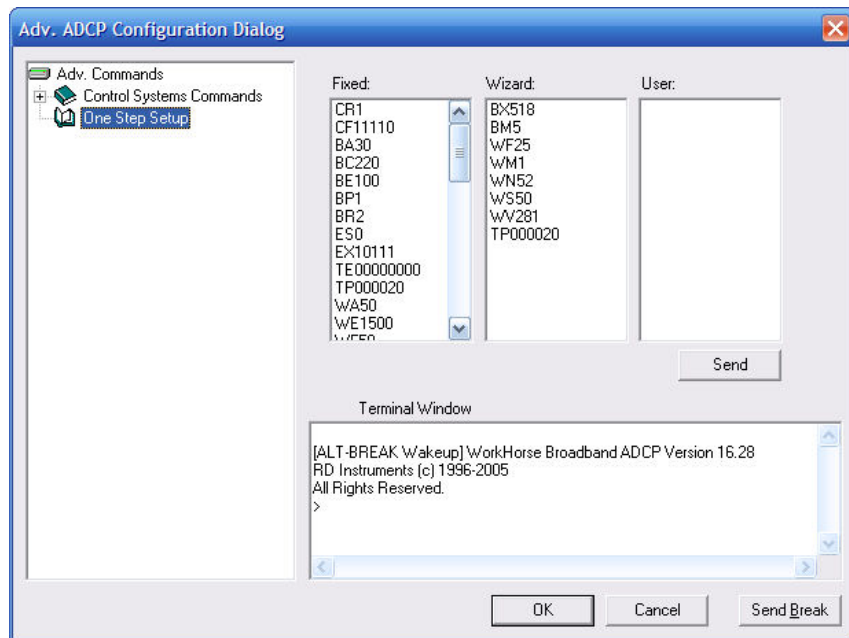 Adv. ADCP Configuration Dialog
Adv. Commands
Control Systems Commands
One Step Setup
Fixed:
CR1
CF11110
BA30
BC220
BE100
BP1
BR2
ES0
EX10111
TE00000000
TP000020
WA50
WE1500
Wizard:
BX518
BM5
WF25
WM1
WN52
WS50
WV281
TP000020
User:
Send
Terminal Window
[ALT-BREAK Wakeup] WorkHorse Broadband ADCP Version 16.28
RD Instruments (c) 1996-2005
All Rights Reserved.
>
OK
Cancel
Send Break